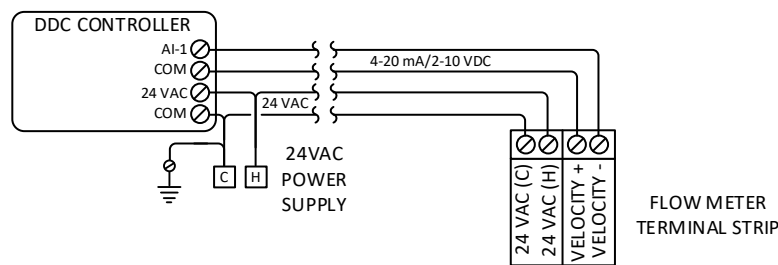 DDC CONTROLLER
AI-1
COM
24 VAC
COM
4-20 mA/2-10 VDC
24 VAC
C
H
24VAC
POWER
SUPPLY
24 VAC (C)
24 VAC (H)
VELOCITY +
VELOCITY -
FLOW METER
TERMINAL STRIP